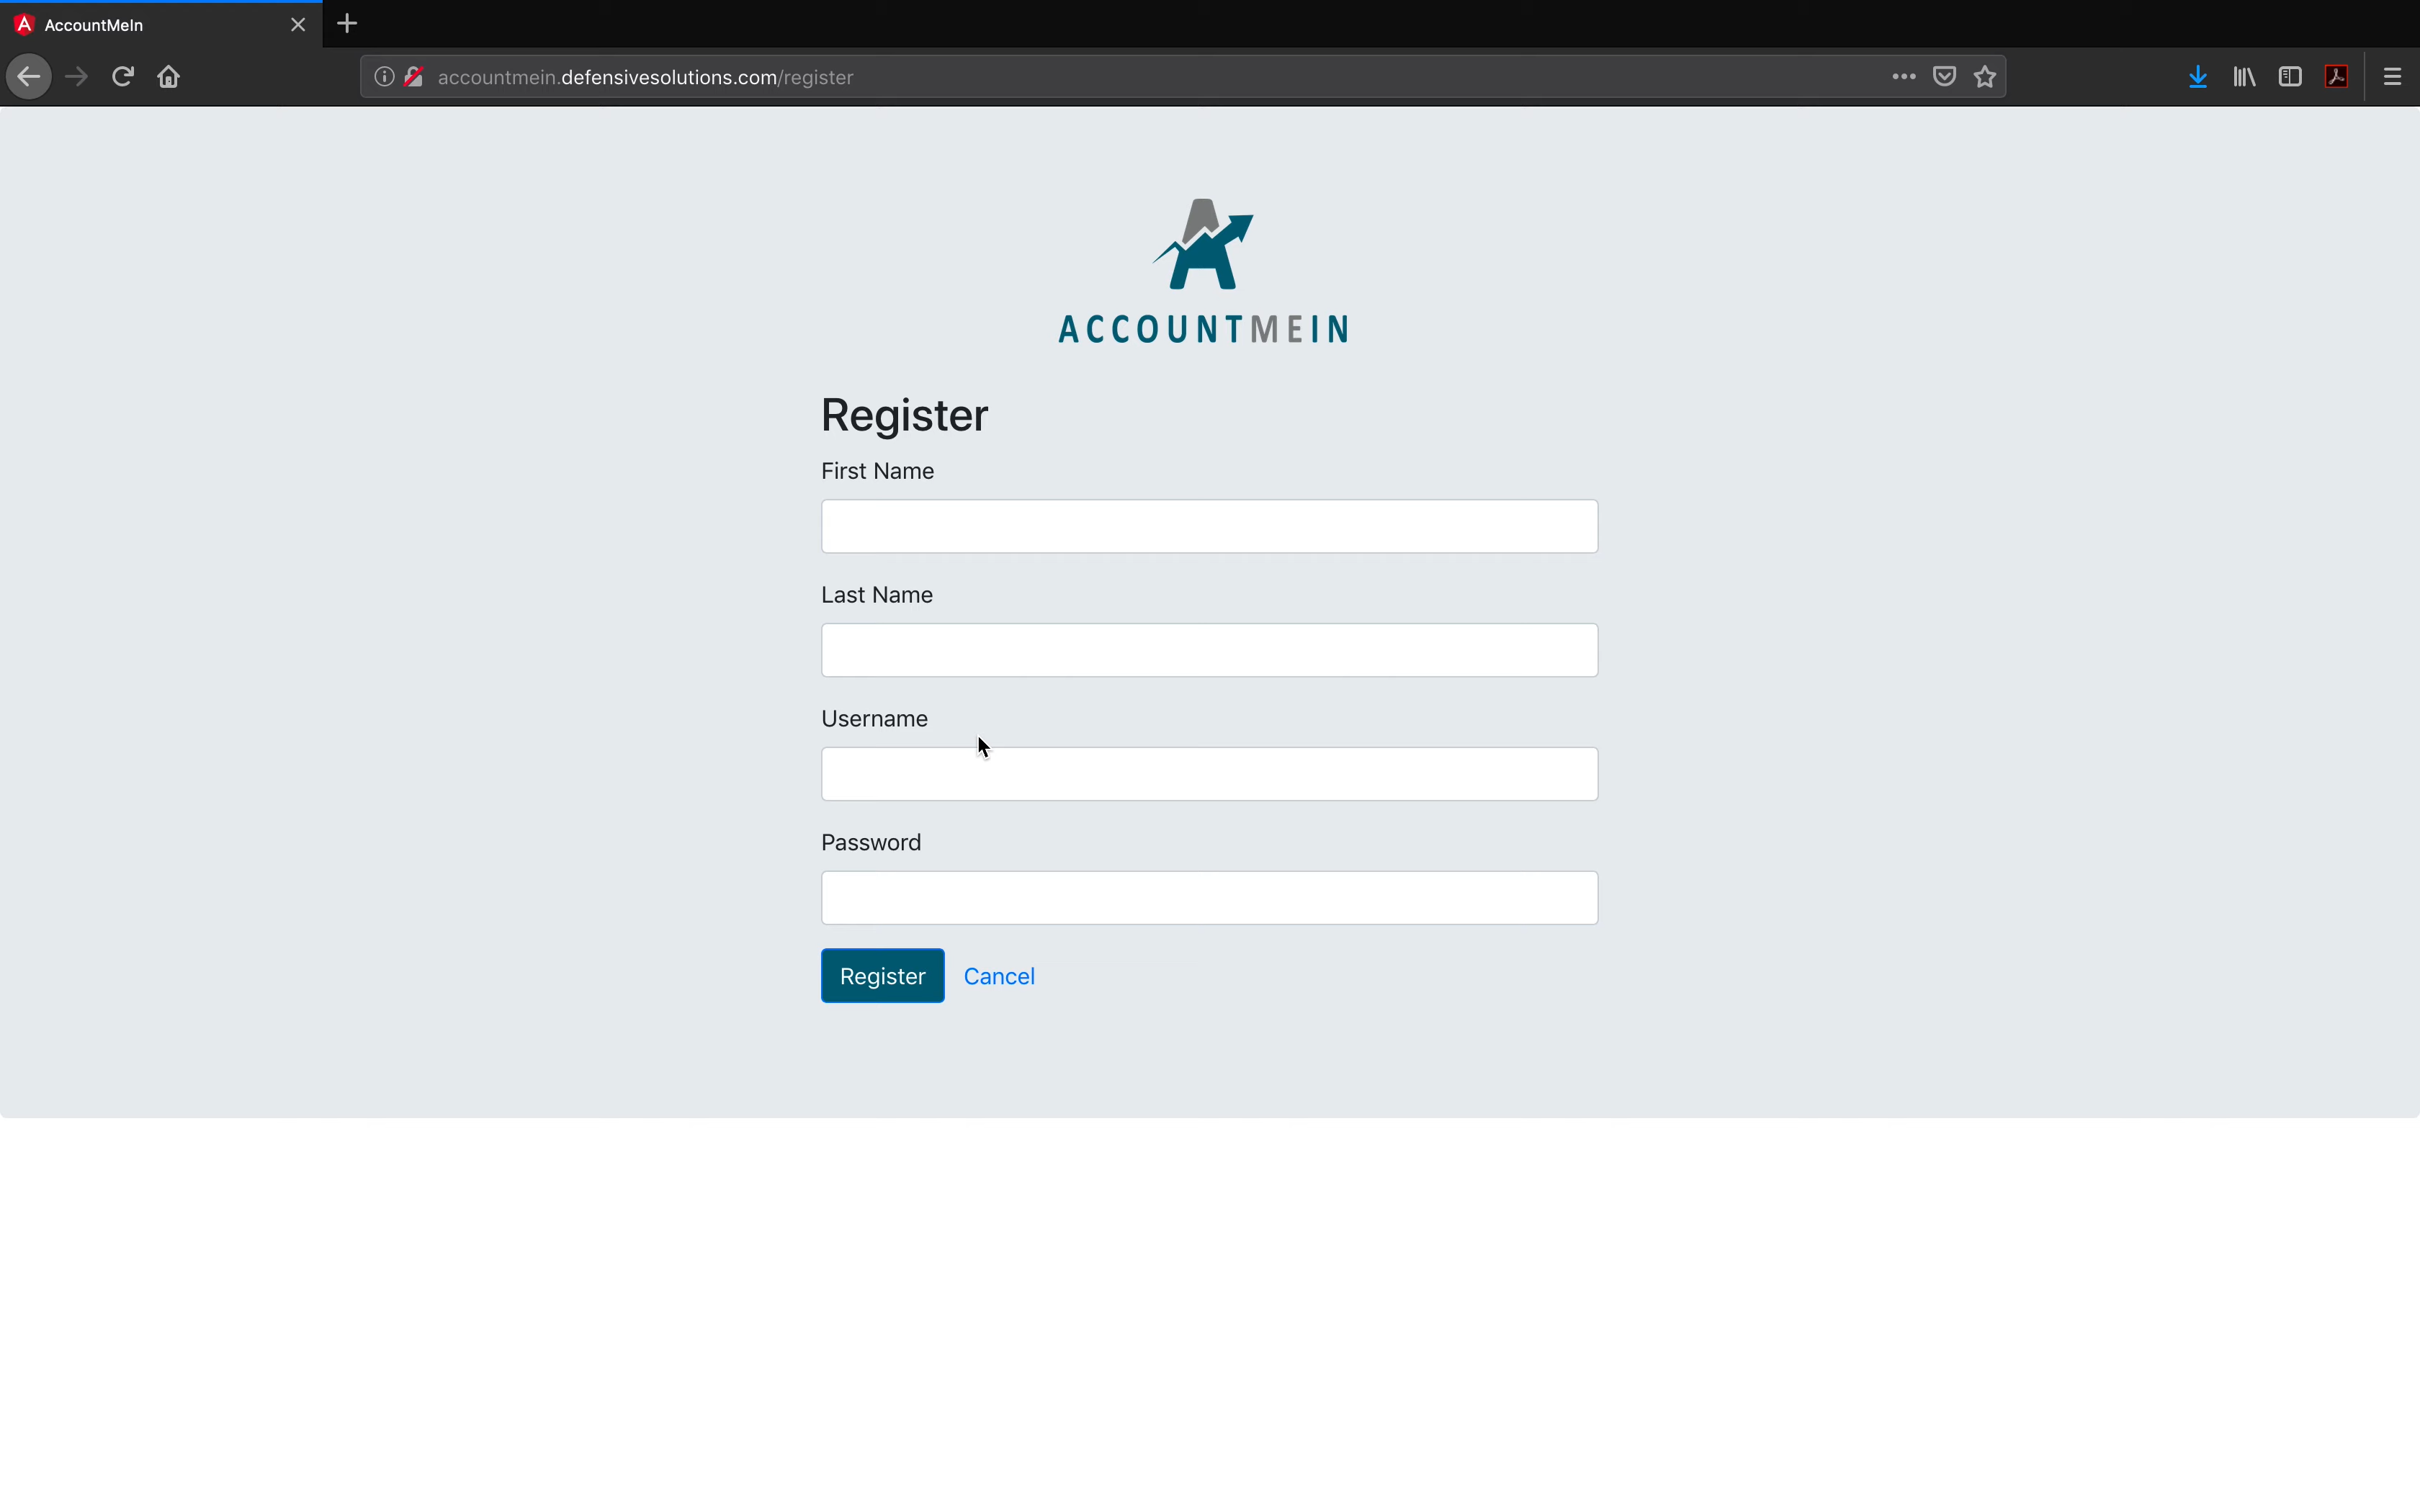 AccountMeIn
accountmein.defensivesolutions.com/register
ACCOUNTMEIN
Register
First Name
Last Name
Username
Password
Register Cancel